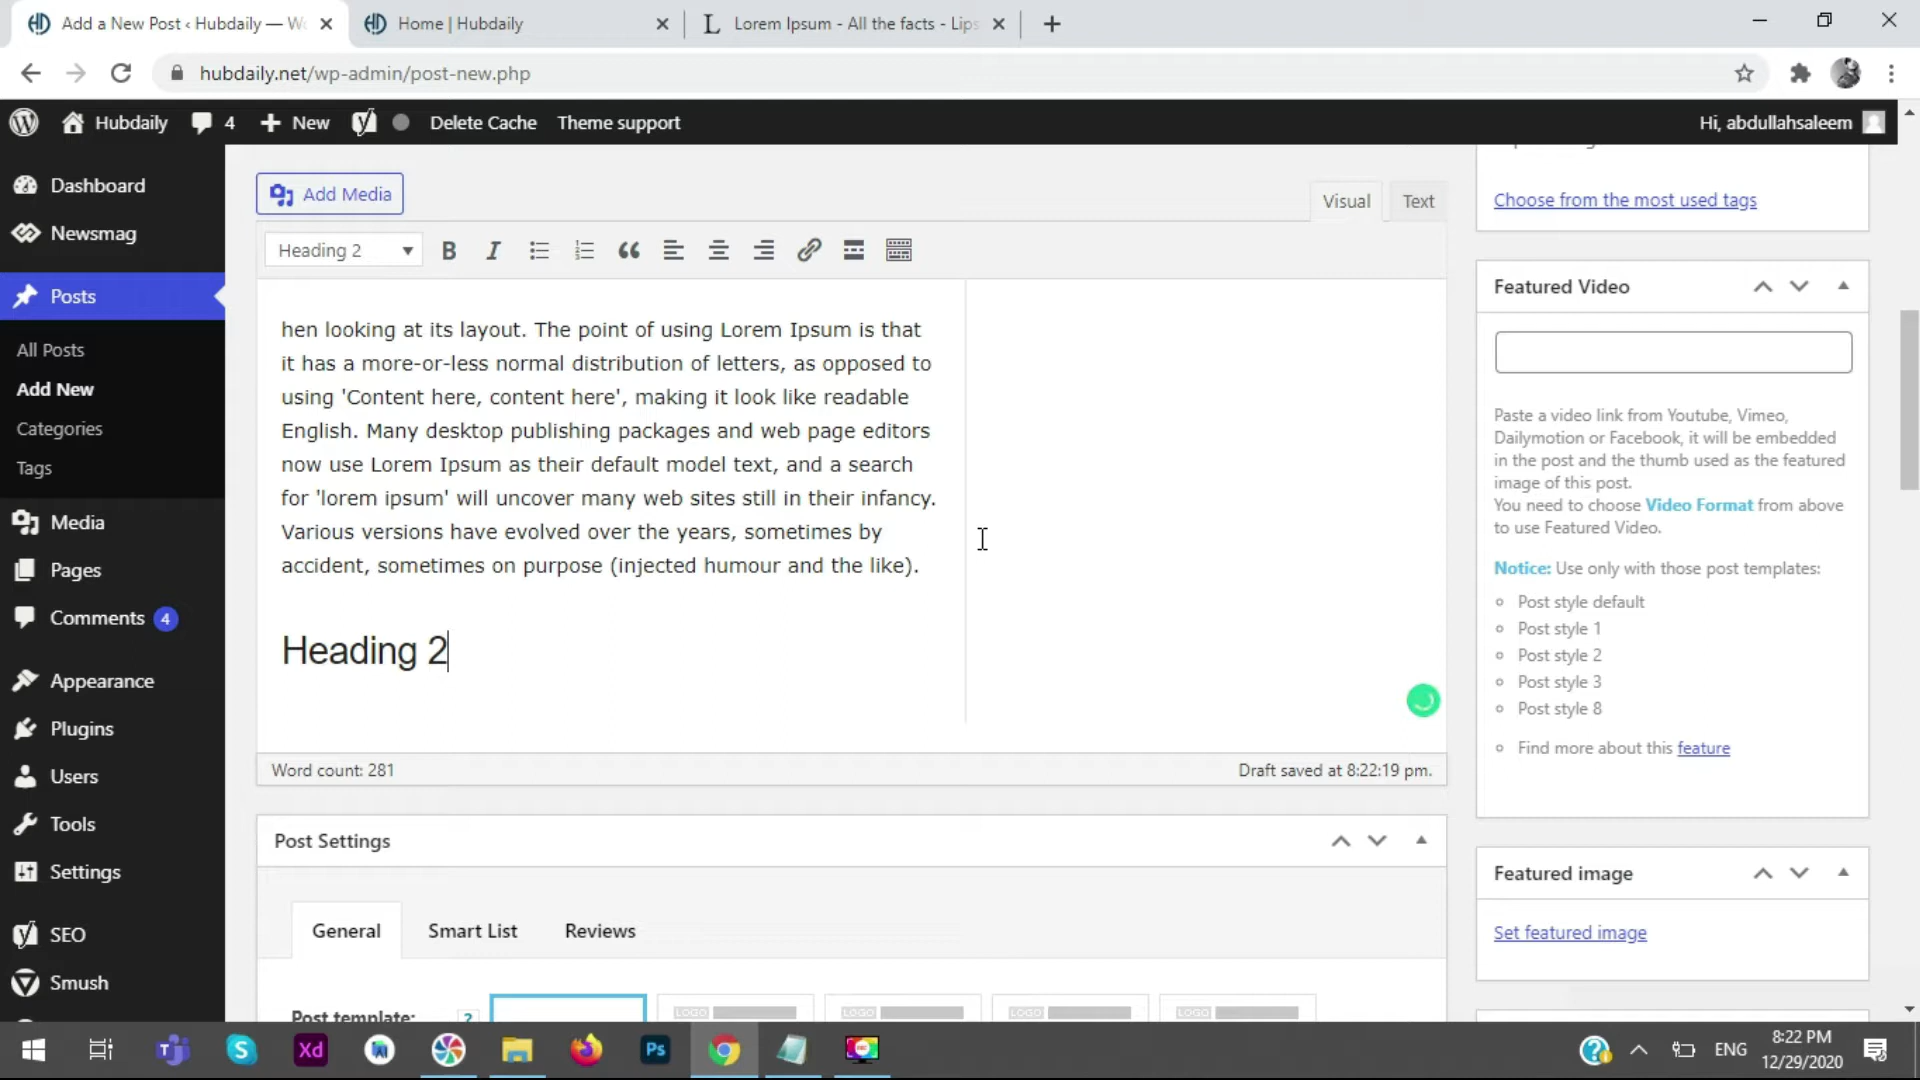 Add a New Post ‹ Hubdaily — Wo
Home | Hubdaily
Lorem Ipsum - All the facts - Lips
hubdaily.net/wp-admin/post-new.php
Hubdaily
4
New
Delete Cache
Theme support
Hi, abdullahsaleem
Dashboard
Newsmag
Posts
All Posts
Add New
Categories
Tags
Media
Pages
Comments 4
Appearance
Plugins
Users
Tools
Settings
SEO
Smush
Add Media
Visual
Text
Heading 2
hen looking at its layout. The point of using Lorem Ipsum is that
it has a more-or-less normal distribution of letters, as opposed to
using 'Content here, content here', making it look like readable
English. Many desktop publishing packages and web page editors
now use Lorem Ipsum as their default model text, and a search
for 'lorem ipsum' will uncover many web sites still in their infancy.
Various versions have evolved over the years, sometimes by
accident, sometimes on purpose (injected humour and the like).
Heading 2
Word count: 281
Draft saved at 8:22:19 pm.
Post Settings
General
Smart List
Reviews
Post template:
?
LOGO
LOGO
LOGO
LOGO
Choose from the most used tags
Featured Video
Paste a video link from Youtube, Vimeo,
Dailymotion or Facebook, it will be embedded
in the post and the thumb used as the featured
image of this post.
You need to choose Video Format from above
to use Featured Video.
Notice: Use only with those post templates:
Post style default
Post style 1
Post style 2
Post style 3
Post style 8
Find more about this feature
Featured image
Set featured image
Xd
Ps
ENG
8:22 PM
12/29/2020